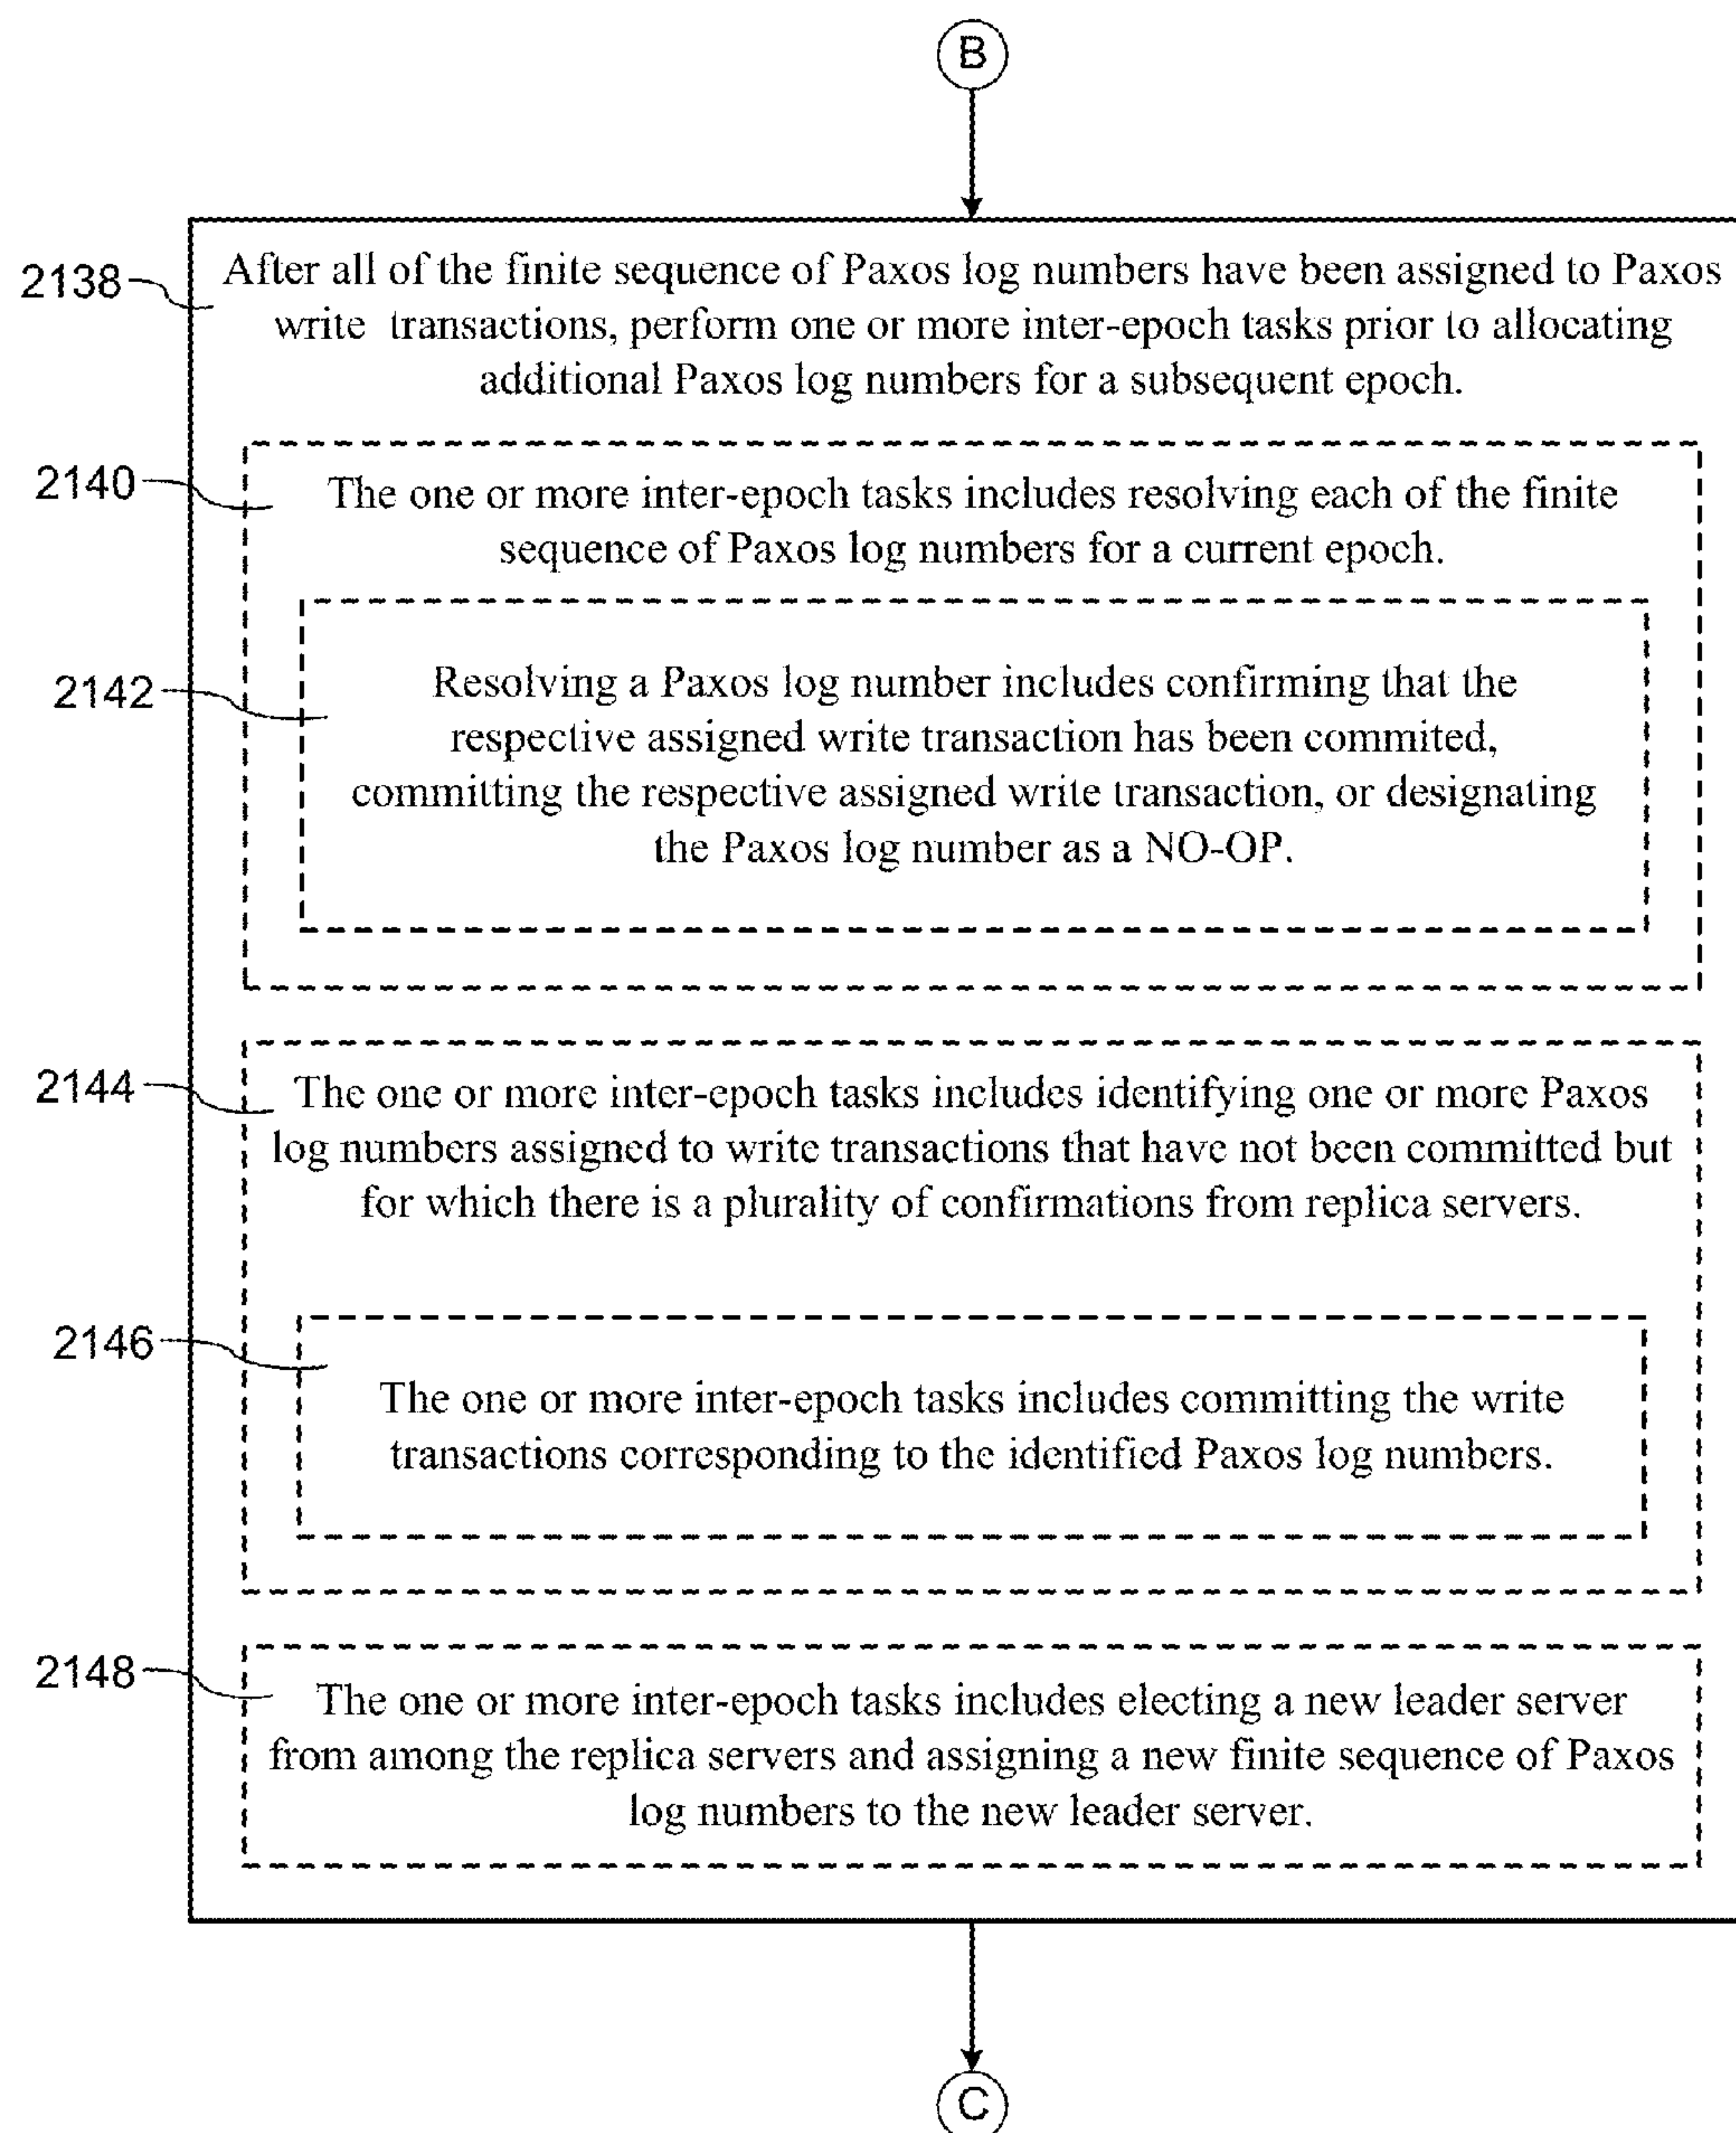 B
2138
After all of the finite sequence of Paxos log numbers have been assigned to Paxos
write transactions, perform one or more inter-epoch tasks prior to allocating
additional Paxos log numbers for a subsequent epoch.
2140
The one or more inter-epoch tasks includes resolving each of the finite
sequence of Paxos log numbers for a current epoch.
2142
Resolving a Paxos log number includes confirming that the
respective assigned write transaction has been commited,
committing the respective assigned write transaction, or designating
the Paxos log number as a NO-OP.
2144
The one or more inter-epoch tasks includes identifying one or more Paxos
log numbers assigned to write transactions that have not been committed but
for which there is a plurality of confirmations from replica servers.
2146
The one or more inter-epoch tasks includes committing the write
transactions corresponding to the identified Paxos log numbers.
2148
The one or more inter-epoch tasks includes electing a new leader server
from among the replica servers and assigning a new finite sequence of Paxos
log numbers to the new leader server.
C